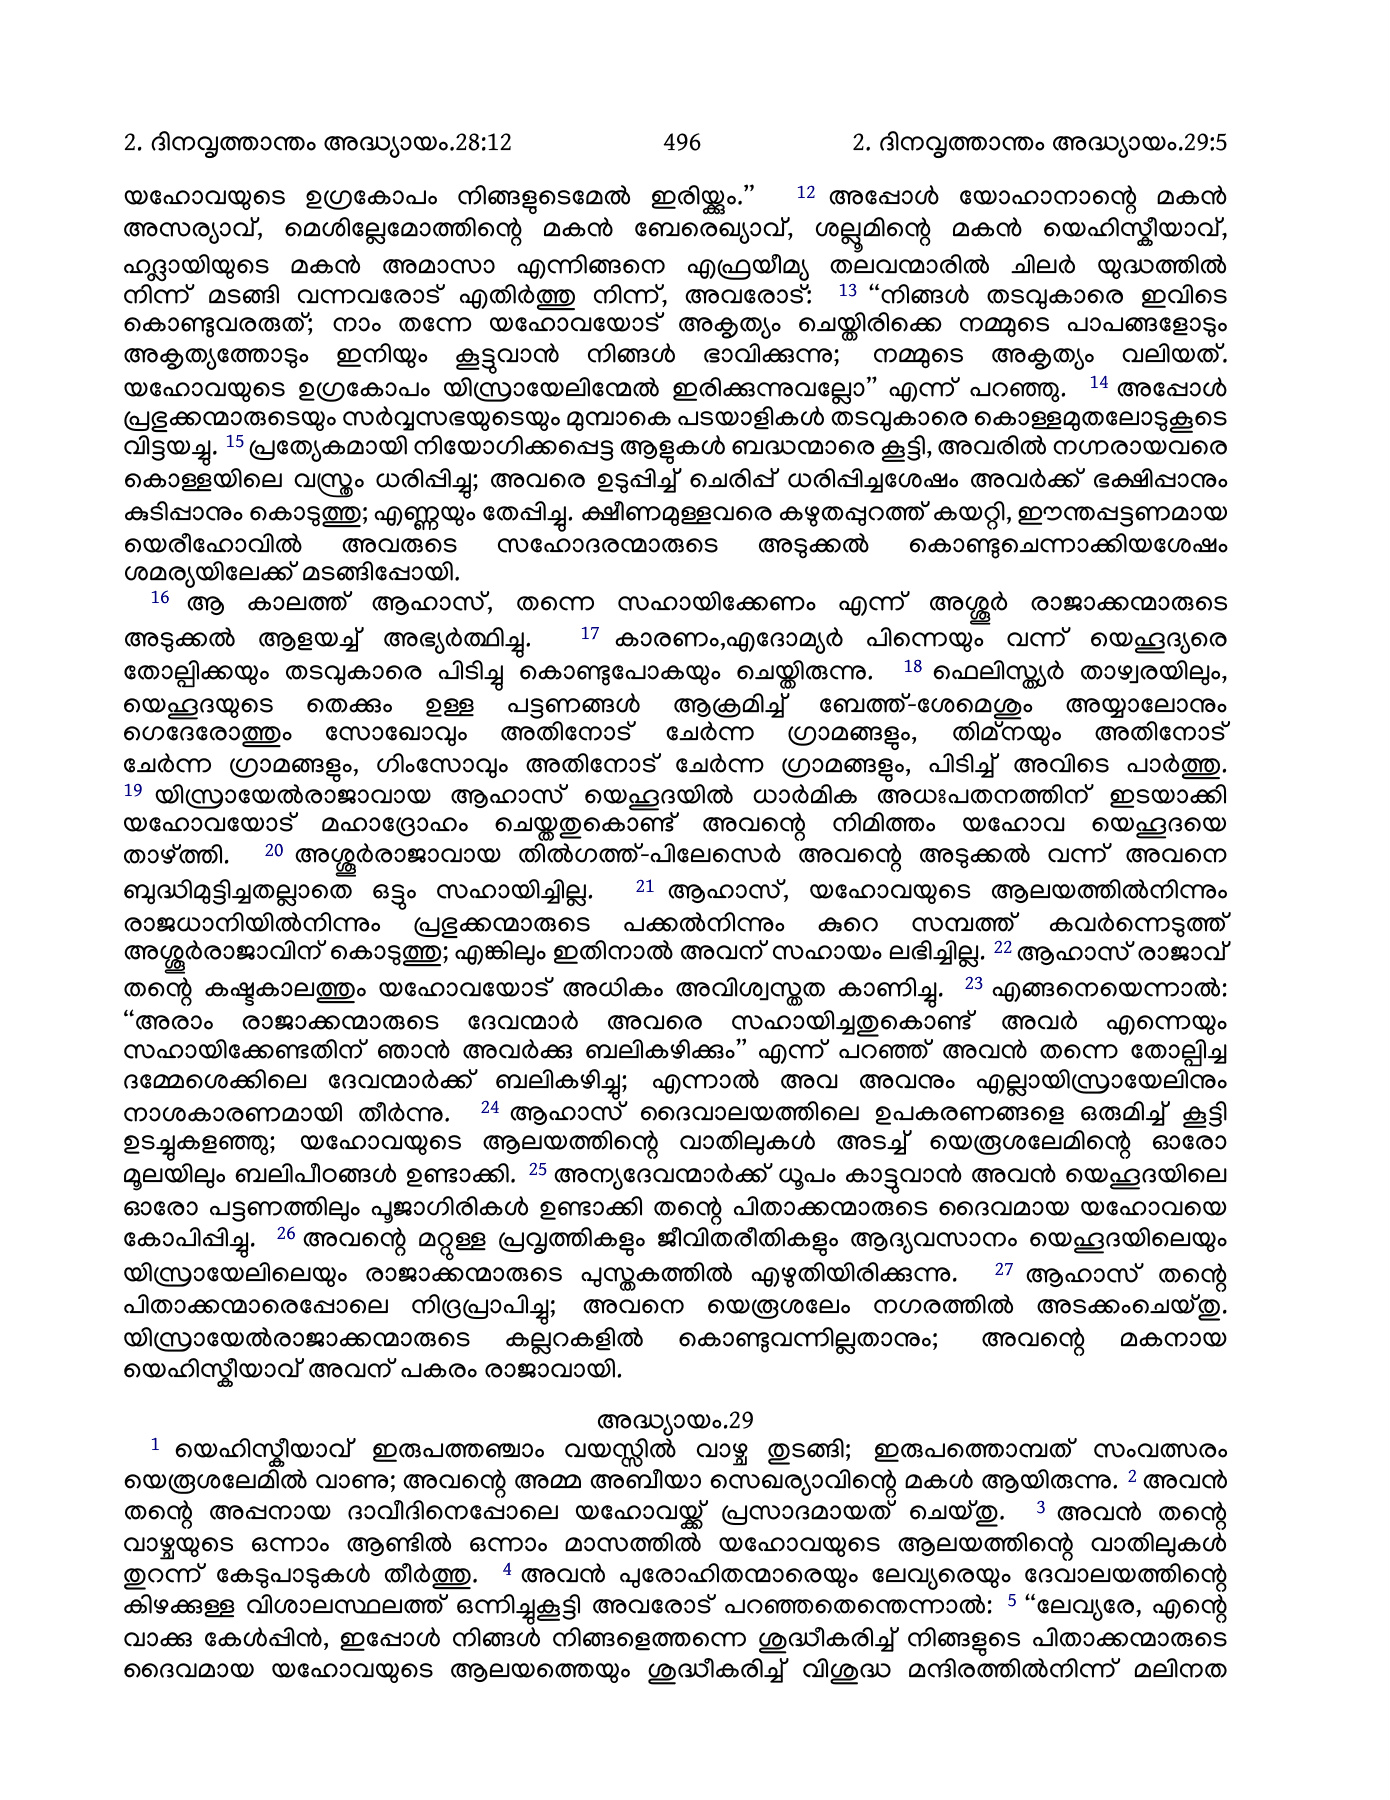 2. ദിനവൃത്താന്തം അദ്ധ്യായം.28:12 496 2. ദിനവൃത്താന്തം അദ്ധ്യായം.29:5
യഹോവയുടെ ഉഗ്രകോപം നിങ്ങളുടെമേൽ ഇരിയ്ക്കും.” 12 അപ്പോൾ യോഹാനാന്റെ മകൻ
അസര്യാവ്, മെശില്ലേമോത്തിന്റെ മകൻ ബേരെഖ്യാവ്, ശല്ലൂമിന്റെ മകൻ യെഹിസ്കീയാവ്,
ഹദ്ലായിയുടെ മകൻ അമാസാ എന്നിങ്ങനെ എഫ്രയീമ്യ തലവന്മാരിൽ ചിലർ യുദ്ധത്തിൽ
നിന്ന് മടങ്ങി വന്നവരോട് എതിർത്തു നിന്ന്, അവരോട്: 13 “നിങ്ങൾ തടവുകാരെ ഇവിടെ
കൊണ്ടുവരരുത്; നാം തന്നേ യഹോവയോട് അകൃത്യം ചെയ്തിരിക്കെ നമ്മുടെ പാപങ്ങളോടും
അകൃത്യത്തോടും ഇനിയും കൂട്ടുവാൻ നിങ്ങൾ ഭാവിക്കുന്നു; നമ്മുടെ അകൃത്യം വലിയത്.
യഹോവയുടെ ഉഗ്രകോപം യിസ്രായേലിന്മേൽ ഇരിക്കുന്നുവല്ലോ” എന്ന് പറഞ്ഞു. 14 അപ്പോൾ
പ്രഭുക്കന്മാരുടെയും സർവ്വസഭയുടെയും മുമ്പാകെ പടയാളികൾ തടവുകാരെ കൊള്ളമുതലോടുകൂടെ
വിട്ടയച്ചു. 15 പ്രത്യേകമായി നിയോഗിക്കപ്പെട്ട ആളുകൾ ബദ്ധന്മാരെ കൂട്ടി, അവരിൽ നഗ്നരായവരെ
കൊള്ളയിലെ വസ്ത്രം ധരിപ്പിച്ചു; അവരെ ഉടുപ്പിച്ച് ചെരിപ്പ് ധരിപ്പിച്ചശേഷം അവർക്ക് ഭക്ഷിപ്പാനും
കുടിപ്പാനും കൊടുത്തു; എണ്ണയും തേപ്പിച്ചു. ക്ഷീണമുള്ളവരെ കഴുതപ്പുറത്ത് കയറ്റി, ഈന്തപ്പട്ടണമായ
യെരീഹോവിൽ അവരുടെ സഹോദരന്മാരുടെ അടുക്കൽ കൊണ്ടുചെന്നാക്കിയശേഷം
ശമര്യയിലേക്ക് മടങ്ങിപ്പോയി.
16 ആ കാലത്ത് ആഹാസ്, തന്നെ സഹായിക്കേണം എന്ന് അശ്ശൂർ രാജാക്കന്മാരുടെ
അടുക്കൽ ആളയച്ച് അഭ്യർത്ഥിച്ചു. 17 കാരണം,എദോമ്യർ പിന്നെയും വന്ന് യെഹൂദ്യരെ
തോല്പിക്കയും തടവുകാരെ പിടിച്ചു കൊണ്ടുപോകയും ചെയ്തിരുന്നു. 18 ഫെലിസ്ത്യർ താഴ്വരയിലും,
യെഹൂദയുടെ തെക്കും ഉള്ള പട്ടണങ്ങൾ ആക്രമിച്ച് ബേത്ത്-ശേമെശും അയ്യാലോനും
ഗെദേരോത്തും സോഖോവും അതിനോട് ചേർന്ന ഗ്രാമങ്ങളും, തിമ്നയും അതിനോട്
ചേർന്ന ഗ്രാമങ്ങളും, ഗിംസോവും അതിനോട് ചേർന്ന ഗ്രാമങ്ങളും, പിടിച്ച് അവിടെ പാർത്തു.
19 യിസ്രായേൽരാജാവായ ആഹാസ് യെഹൂദയിൽ ധാർമിക അധഃപതനത്തിന് ഇടയാക്കി
യഹോവയോട് മഹാദ്രോഹം ചെയ്തതുകൊണ്ട് അവന്റെ നിമിത്തം യഹോവ യെഹൂദയെ
താഴ്ത്തി. 20 അശ്ശൂർരാജാവായ തിൽഗത്ത്-പിലേസെർ അവന്റെ അടുക്കൽ വന്ന് അവനെ
ബുദ്ധിമുട്ടിച്ചതല്ലാതെ ഒട്ടും സഹായിച്ചില്ല. 21 ആഹാസ്, യഹോവയുടെ ആലയത്തിൽനിന്നും
രാജധാനിയിൽനിന്നും പ്രഭുക്കന്മാരുടെ പക്കൽനിന്നും കുറെ സമ്പത്ത് കവർന്നെടുത്ത്
അശ്ശൂർരാജാവിന് കൊടുത്തു; എങ്കിലും ഇതിനാൽ അവന് സഹായം ലഭിച്ചില്ല. 22 ആഹാസ് രാജാവ്
തന്റെ കഷ്ടകാലത്തും യഹോവയോട് അധികം അവിശ്വസ്തത കാണിച്ചു. 23 എങ്ങനെയെന്നാൽ:
“അരാം രാജാക്കന്മാരുടെ ദേവന്മാർ അവരെ സഹായിച്ചതുകൊണ്ട് അവർ എന്നെയും
സഹായിക്കേണ്ടതിന് ഞാൻ അവർക്കു ബലികഴിക്കും” എന്ന് പറഞ്ഞ് അവൻ തന്നെ തോല്പിച്ച
ദമ്മേശെക്കിലെ ദേവന്മാർക്ക് ബലികഴിച്ചു; എന്നാൽ അവ അവനും എല്ലായിസ്രായേലിനും
നാശകാരണമായി തീർന്നു. 24 ആഹാസ് ദൈവാലയത്തിലെ ഉപകരണങ്ങളെ ഒരുമിച്ച് കൂട്ടി
ഉടച്ചുകളഞ്ഞു; യഹോവയുടെ ആലയത്തിന്റെ വാതിലുകൾ അടച്ച് യെരൂശലേമിന്റെ ഓരോ
മൂലയിലും ബലിപീഠങ്ങൾ ഉണ്ടാക്കി. 25 അന്യദേവന്മാർക്ക് ധൂപം കാട്ടുവാൻ അവൻ യെഹൂദയിലെ
ഓരോ പട്ടണത്തിലും പൂജാഗിരികൾ ഉണ്ടാക്കി തന്റെ പിതാക്കന്മാരുടെ ദൈവമായ യഹോവയെ
കോപിപ്പിച്ചു. 26 അവന്റെ മറ്റുള്ള പ്രവൃത്തികളും ജീവിതരീതികളും ആദ്യവസാനം യെഹൂദയിലെയും
യിസ്രായേലിലെയും രാജാക്കന്മാരുടെ പുസ്തകത്തിൽ എഴുതിയിരിക്കുന്നു. 27 ആഹാസ് തന്റെ
പിതാക്കന്മാരെപ്പോലെ നിദ്രപ്രാപിച്ചു; അവനെ യെരൂശലേം നഗരത്തിൽ അടക്കംചെയ്തു.
യിസ്രായേൽരാജാക്കന്മാരുടെ കല്ലറകളിൽ കൊണ്ടുവന്നില്ലതാനും; അവന്റെ മകനായ
യെഹിസ്കീയാവ് അവന് പകരം രാജാവായി.
അദ്ധ്യായം.29
1 യെഹിസ്കീയാവ് ഇരുപത്തഞ്ചാം വയസ്സിൽ വാഴ്ച തുടങ്ങി; ഇരുപത്തൊമ്പത് സംവത്സരം
യെരൂശലേമിൽ വാണു; അവന്റെ അമ്മ അബീയാ സെഖര്യാവിന്റെ മകൾ ആയിരുന്നു. 2 അവൻ
തന്റെ അപ്പനായ ദാവീദിനെപ്പോലെ യഹോവയ്ക്ക് പ്രസാദമായത് ചെയ്തു. 3 അവൻ തന്റെ
വാഴ്ചയുടെ ഒന്നാം ആണ്ടിൽ ഒന്നാം മാസത്തിൽ യഹോവയുടെ ആലയത്തിന്റെ വാതിലുകൾ
തുറന്ന് കേടുപാടുകൾ തീർത്തു. 4 അവൻ പുരോഹിതന്മാരെയും ലേവ്യരെയും ദേവാലയത്തിന്റെ
കിഴക്കുള്ള വിശാലസ്ഥലത്ത് ഒന്നിച്ചുകൂട്ടി അവരോട് പറഞ്ഞതെന്തെന്നാൽ: 5 “ലേവ്യരേ, എന്റെ
വാക്കു കേൾപ്പിൻ, ഇപ്പോൾ നിങ്ങൾ നിങ്ങളെത്തന്നെ ശുദ്ധീകരിച്ച് നിങ്ങളുടെ പിതാക്കന്മാരുടെ
ദൈവമായ യഹോവയുടെ ആലയത്തെയും ശുദ്ധീകരിച്ച് വിശുദ്ധ മന്ദിരത്തിൽനിന്ന് മലിനത